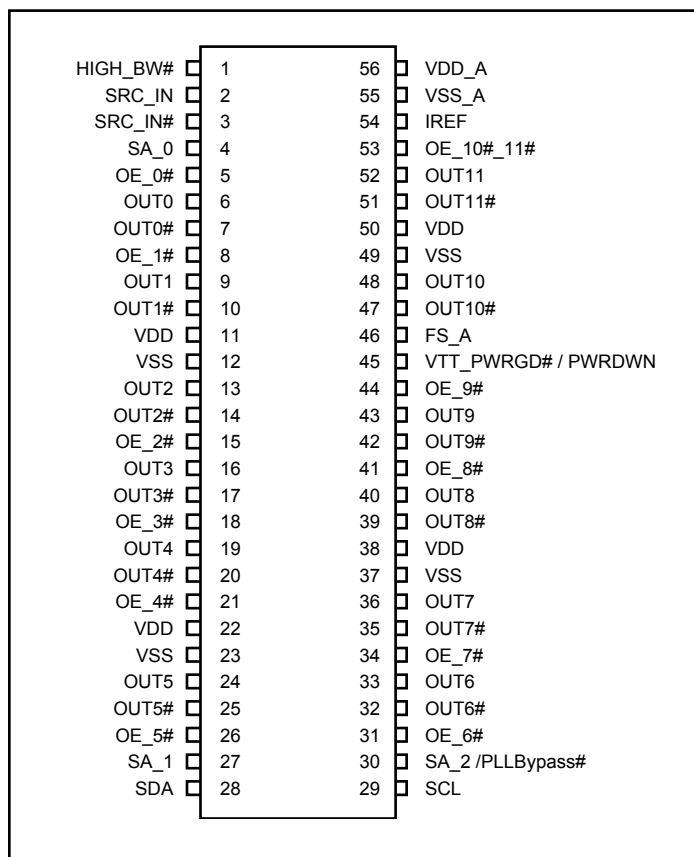 HIGH_BW# 1 56 VDD_A
SRC_IN 2 55 VSS_A
SRC_IN# 3 54 IREF
SA_0 4 53 OE_10#_11#
OE_0# 5 52 OUT11
OUT0 6 51 OUT11#
OUT0# 7 50 VDD
OE_1# 8 49 VSS
OUT1 9 48 OUT10
OUT1# 10 47 OUT10#
VDD 11 46 FS_A
VSS 12 45 VTT_PWRGD# / PWRDWN
OUT2 13 44 OE_9#
OUT2# 14 43 OUT9
OE_2# 15 42 OUT9#
OUT3 16 41 OE_8#
OUT3# 17 40 OUT8
OE_3# 18 39 OUT8#
OUT4 19 38 VDD
OUT4# 20 37 VSS
OE_4# 21 36 OUT7
VDD 22 35 OUT7#
VSS 23 34 OE_7#
OUT5 24 33 OUT6
OUT5# 25 32 OUT6#
OE_5# 26 31 OE_6#
SA_1 27 30 SA_2 /PLLBypass#
SDA 28 29 SCL